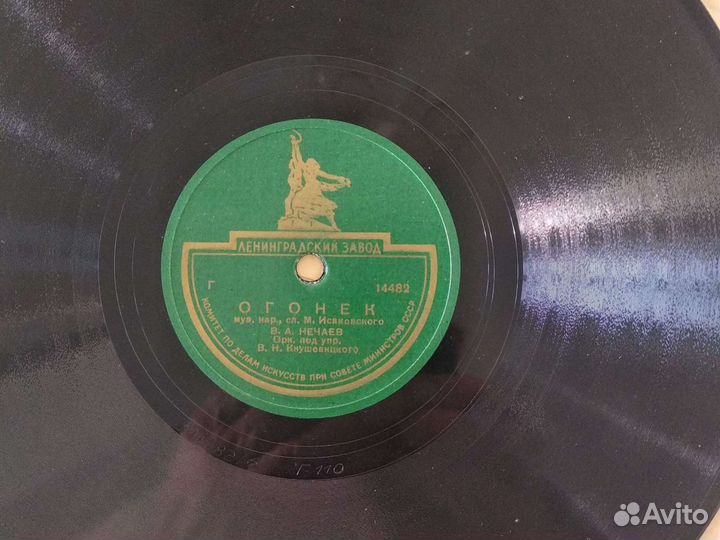 ЛЕНИНГРАДСКИЙ ЗАВОД
Г 14482
ОГОНЕК
муз. нар., сл. М. Исаковского
В. А. НЕЧАЕВ
Орк. под упр.
В. Н. Кнушевицкого
КОМИТЕТ ПО ДЕЛАМ ИСКУССТВ ПРИ СОВЕТЕ МИНИСТРОВ СССР
Г 110
Avito